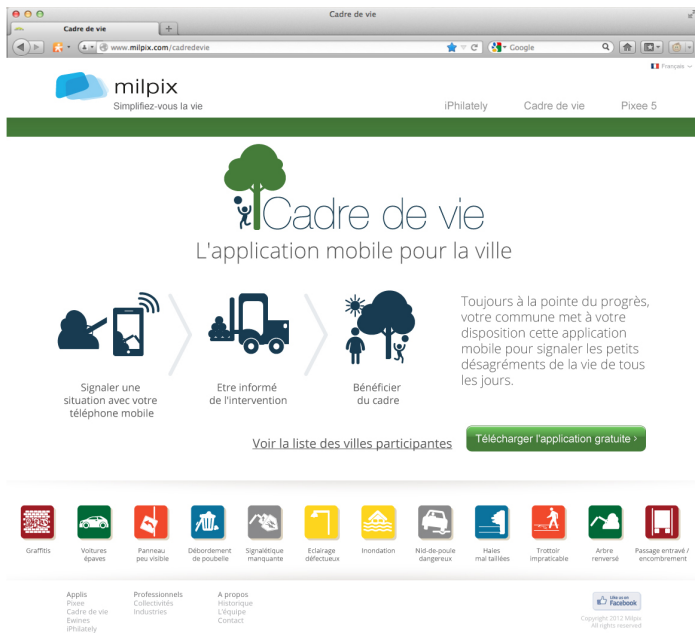 Cadre de vie
Cadre de vie
www.milpix.com/cadredevie
Google
Français
milpix
Simplifiez-vous la vie
iPhilately
Cadre de vie
Pixee 5
Cadre de vie
L'application mobile pour la ville
Signaler une
situation avec votre
téléphone mobile
Etre informé
de l'intervention
Bénéficier
du cadre
Toujours à la pointe du progrès,
votre commune met à votre
disposition cette application
mobile pour signaler les petits
désagréments de la vie de tous
les jours.
Voir la liste des villes participantes
Télécharger l'application gratuite ›
Graffitis
Voitures
épaves
Panneau
peu visible
Débordement
de poubelle
Signalétique
manquante
Eclairage
défectueux
Inondation
Nid-de-poule
dangereux
Haies
mal taillées
Trottoir
impraticable
Arbre
renversé
Passage entravé /
encombrement
Applis
Pixee
Cadre de vie
Ewines
iPhilately
Professionnels
Collectivités
Industries
A propos
Historique
L'équipe
Contact
Like us on
Facebook
Copyright 2012 Milpix
All rights reserved